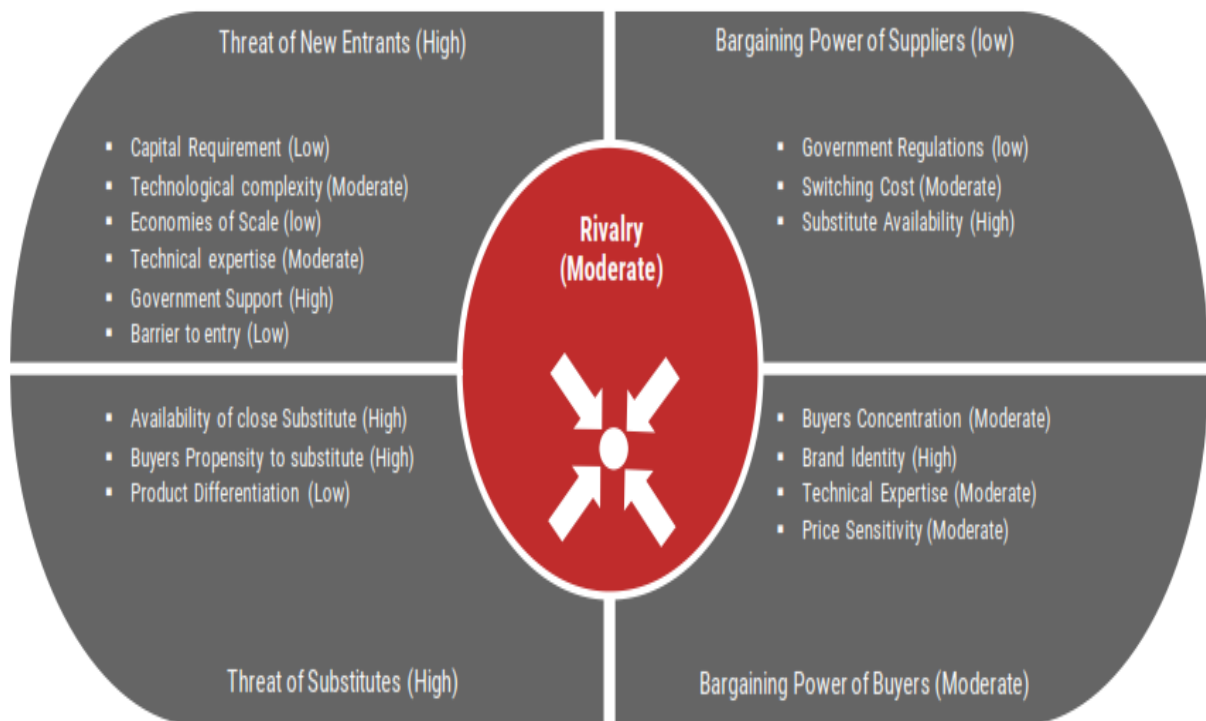 Threat of New Entrants (High)
▪ Capital Requirement (Low)
▪ Technological complexity (Moderate)
▪ Economies of Scale (low)
▪ Technical expertise (Moderate)
▪ Government Support (High)
▪ Barrier to entry (Low)
Bargaining Power of Suppliers (low)
▪ Government Regulations (low)
▪ Switching Cost (Moderate)
▪ Substitute Availability (High)
Rivalry
(Moderate)
▪ Availability of close Substitute (High)
▪ Buyers Propensity to substitute (High)
▪ Product Differentiation (Low)
Threat of Substitutes (High)
▪ Buyers Concentration (Moderate)
▪ Brand Identity (High)
▪ Technical Expertise (Moderate)
▪ Price Sensitivity (Moderate)
Bargaining Power of Buyers (Moderate)